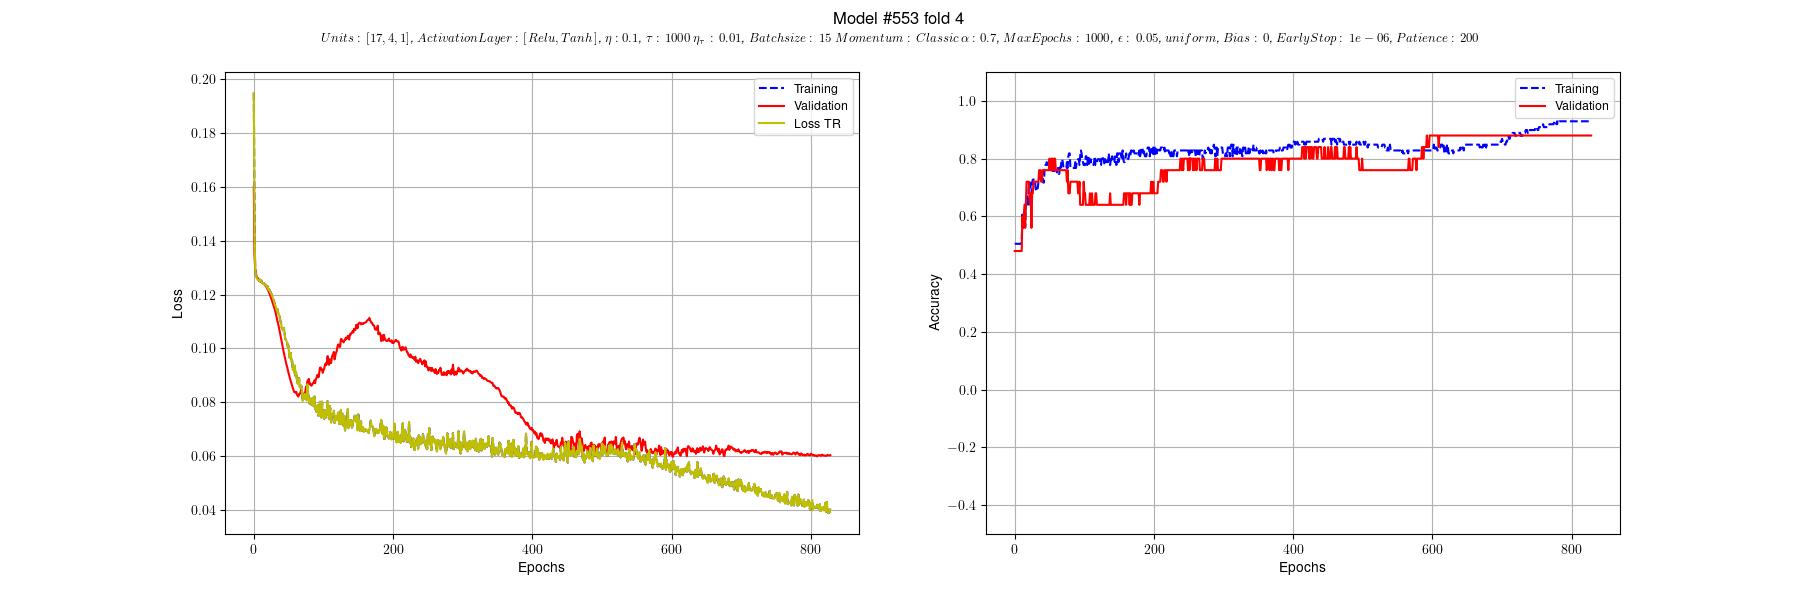 Model #553 fold 4
Units : [17, 4, 1], ActivationLayer : [Relu, Tanh], η : 0.1, τ : 1000 ητ : 0.01, Batchsize : 15 Momentum : Classic α : 0.7, MaxEpochs : 1000, ϵ : 0.05, uniform, Bias : 0, EarlyStop : 1e − 06, Patience : 200
0.20
0.18
0.16
0.14
0.12
0.10
0.08
0.06
0.04
Loss
0 200 400 600 800
Epochs
Training
Validation
Loss TR
1.0
0.8
0.6
0.4
0.2
0.0
−0.2
−0.4
Accuracy
0 200 400 600 800
Epochs
Training
Validation